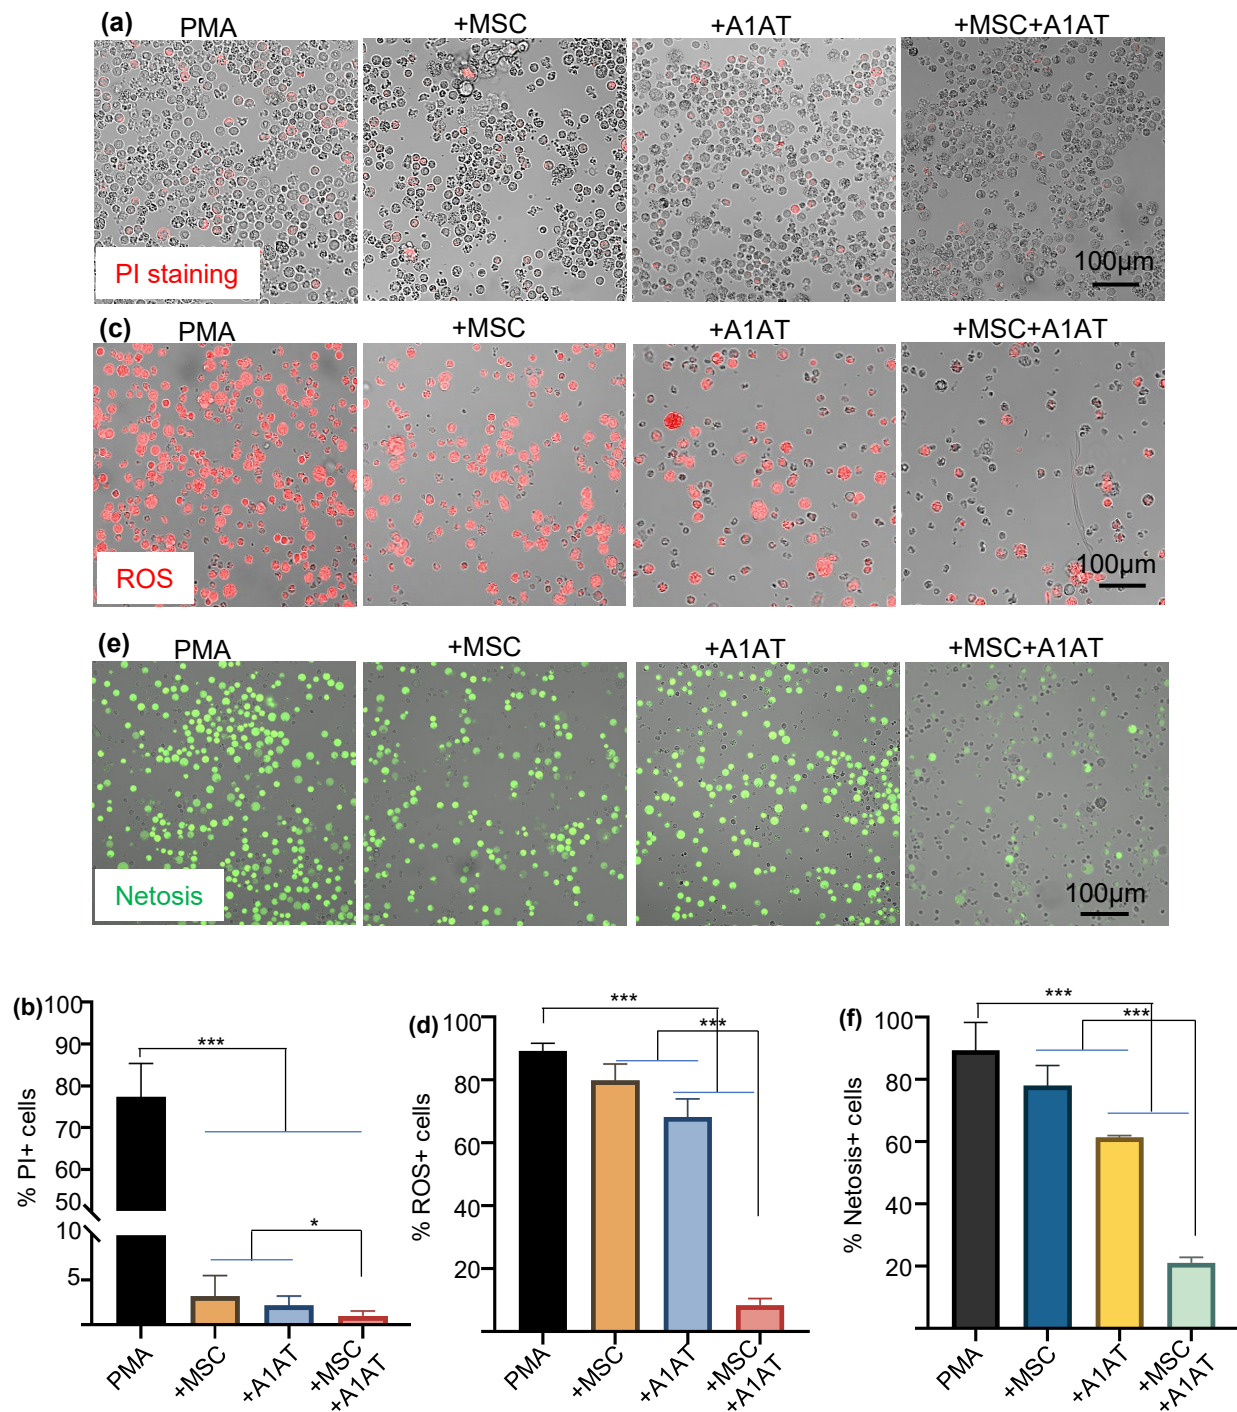 (a) PMA +MSC +A1AT +MSC+A1AT
PI staining
100μm
(c) PMA +MSC +A1AT +MSC+A1AT
ROS
100μm
(e) PMA +MSC +A1AT +MSC+A1AT
Netosis
100μm
(b)
% PI+ cells
100
90
80
70
60
50
10
5
***
*
PMA
+MSC
+A1AT
+MSC
+A1AT
(d)
% ROS+ cells
100
80
60
40
20
***
***
PMA
+MSC
+A1AT
+MSC
+A1AT
(f)
% Netosis+ cells
100
80
60
40
20
***
***
PMA
+MSC
+A1AT
+MSC
+A1AT